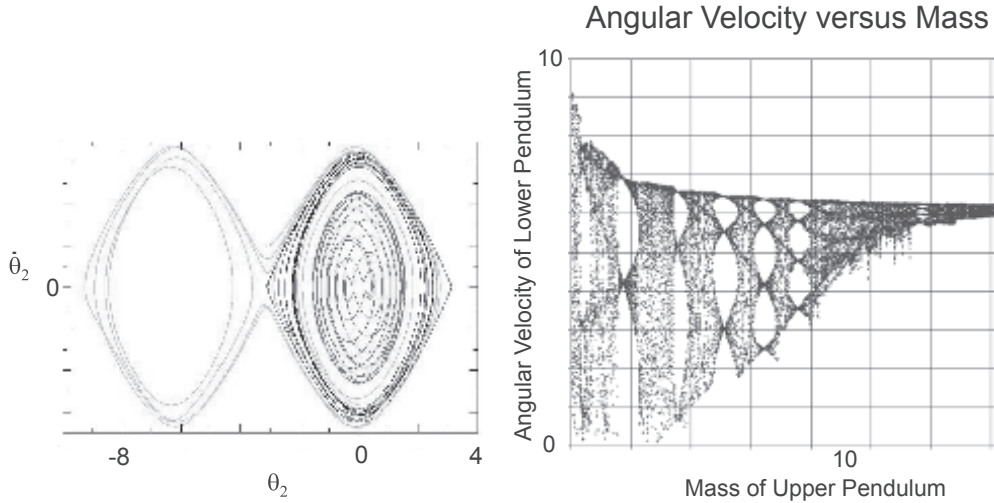 θ̇₂
0
-8
0
4
θ₂
Angular Velocity versus Mass
Angular Velocity of Lower Pendulum
10
0
10
Mass of Upper Pendulum